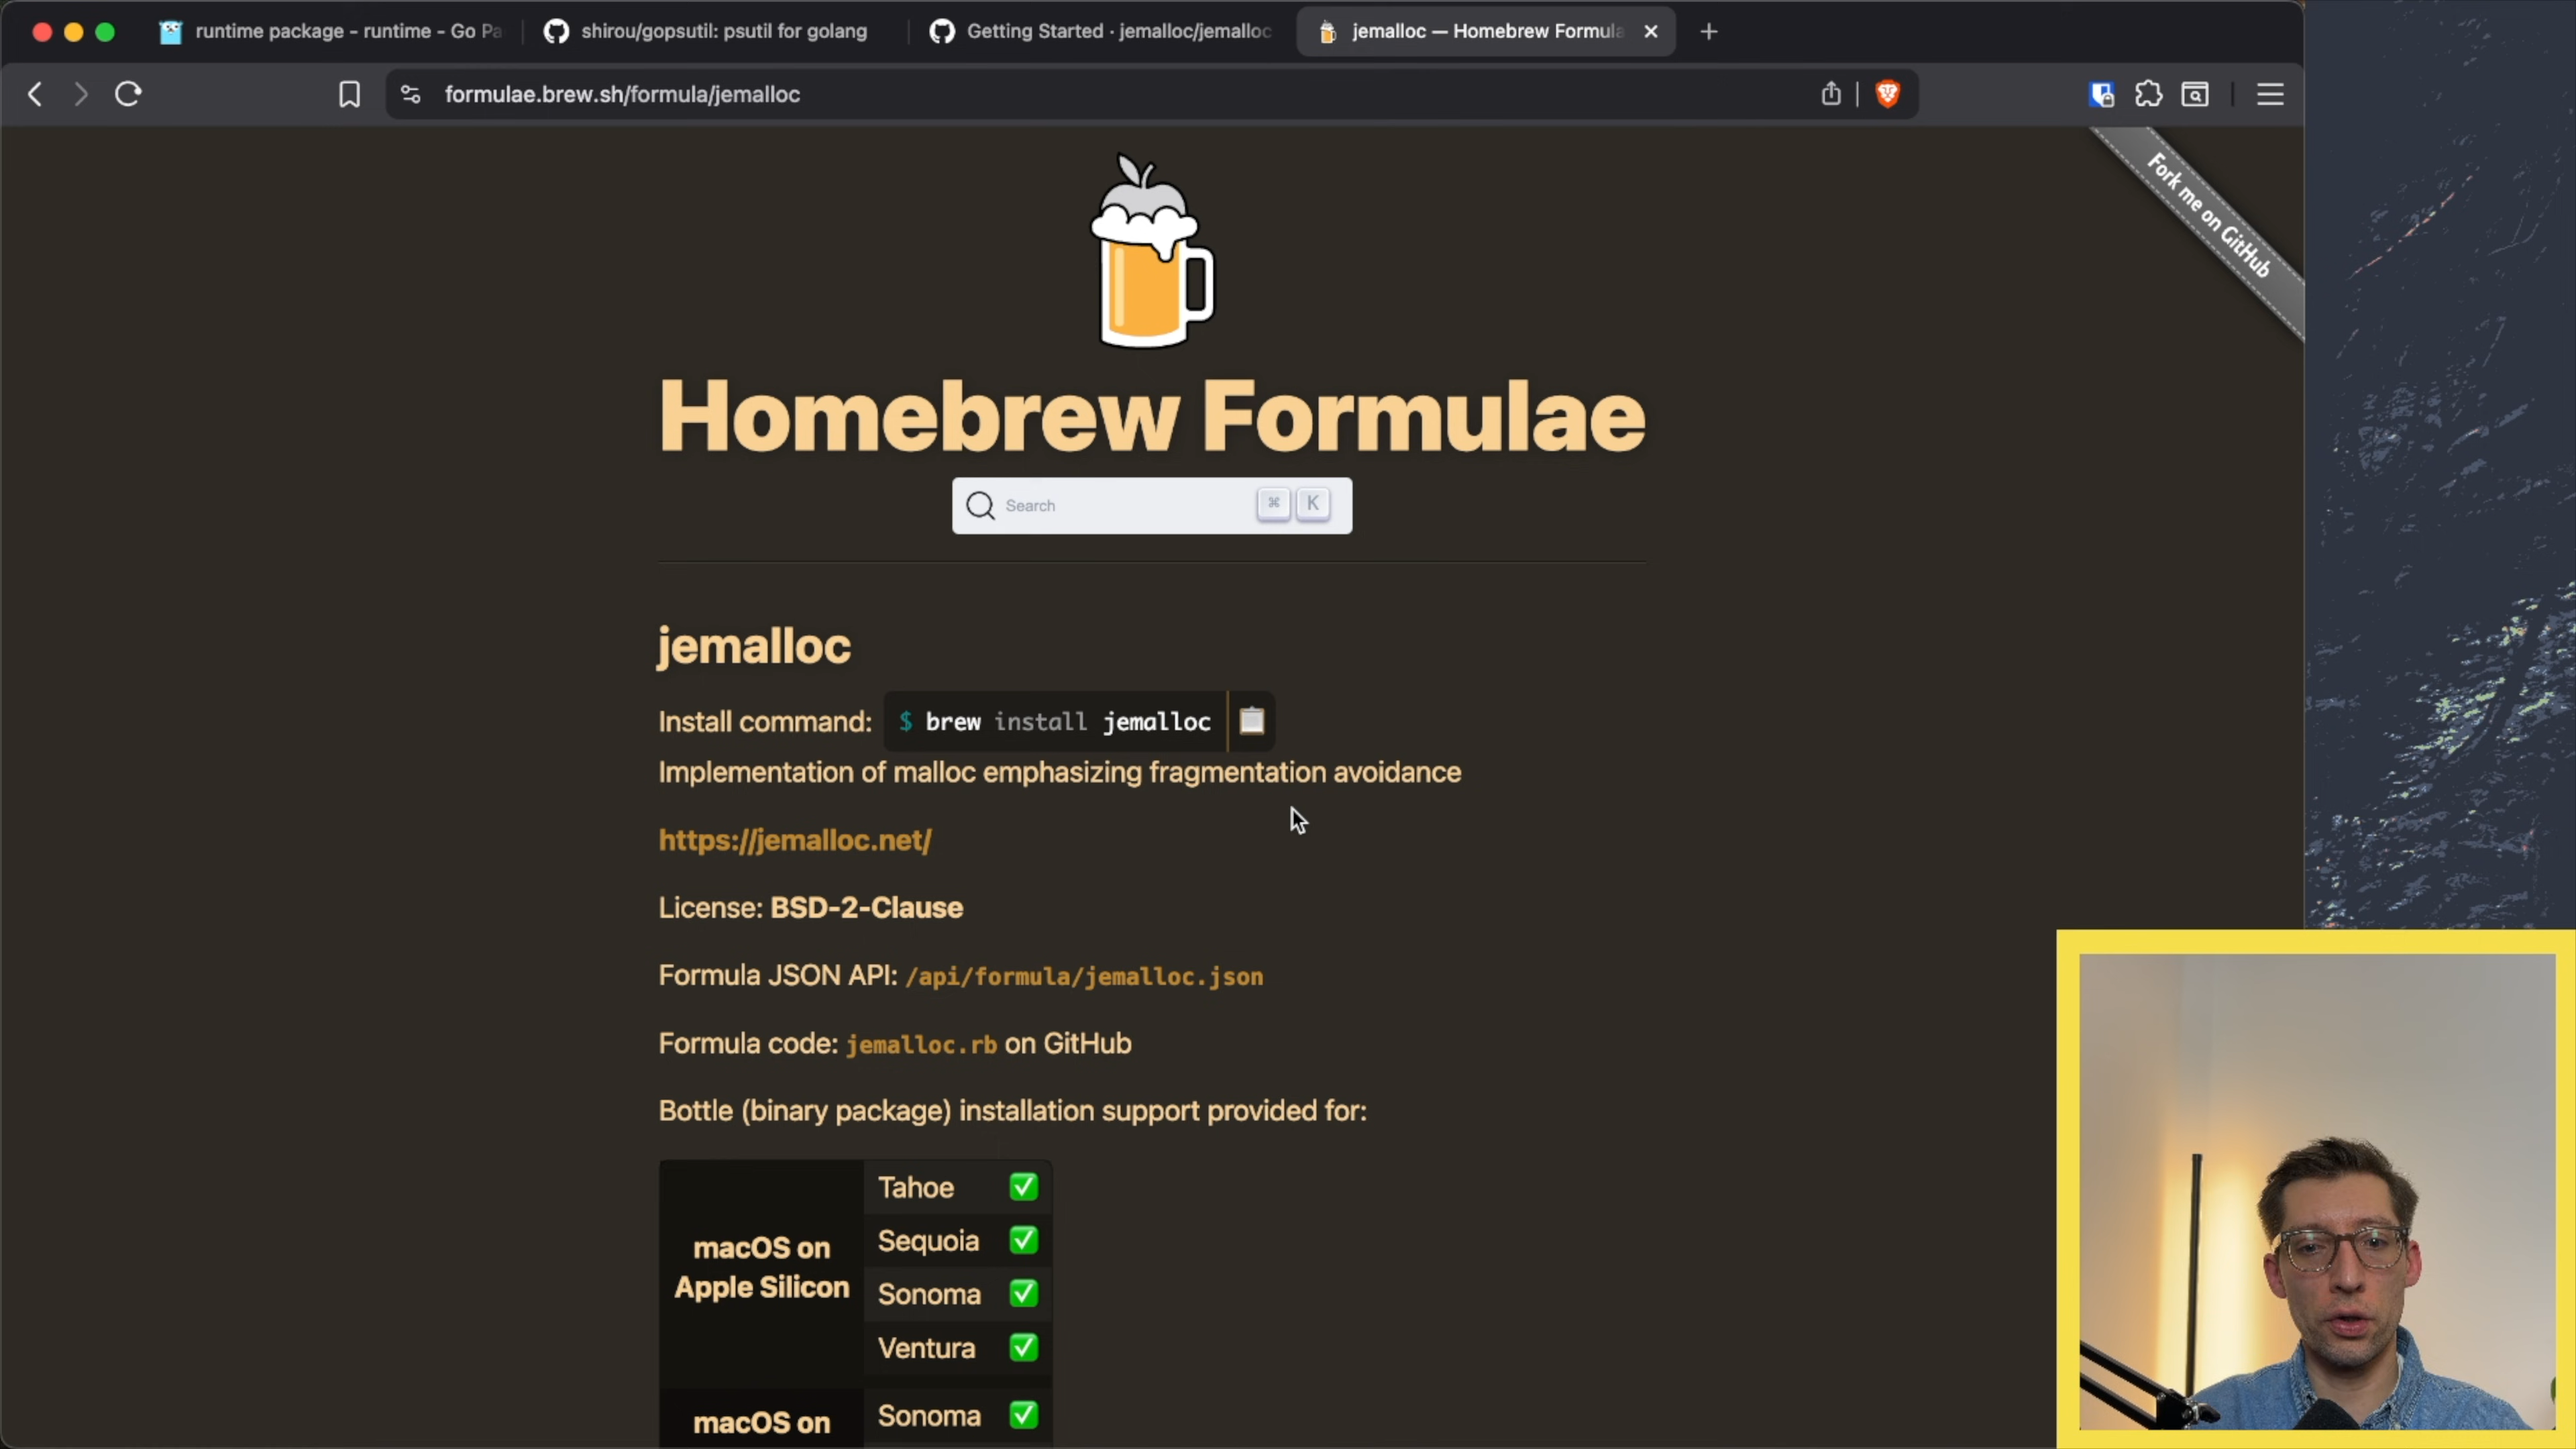 runtime package - runtime - Go Pa
shirou/gopsutil: psutil for golang
Getting Started · jemalloc/jemalloc
jemalloc — Homebrew Formula
formulae.brew.sh/formula/jemalloc
Fork me on GitHub
Homebrew Formulae
Search ⌘ K
jemalloc
Install command: $ brew install jemalloc
Implementation of malloc emphasizing fragmentation avoidance
https://jemalloc.net/
License: BSD-2-Clause
Formula JSON API: /api/formula/jemalloc.json
Formula code: jemalloc.rb on GitHub
Bottle (binary package) installation support provided for:
macOS on
Apple Silicon
Tahoe ✅
Sequoia ✅
Sonoma ✅
Ventura ✅
macOS on
Sonoma ✅